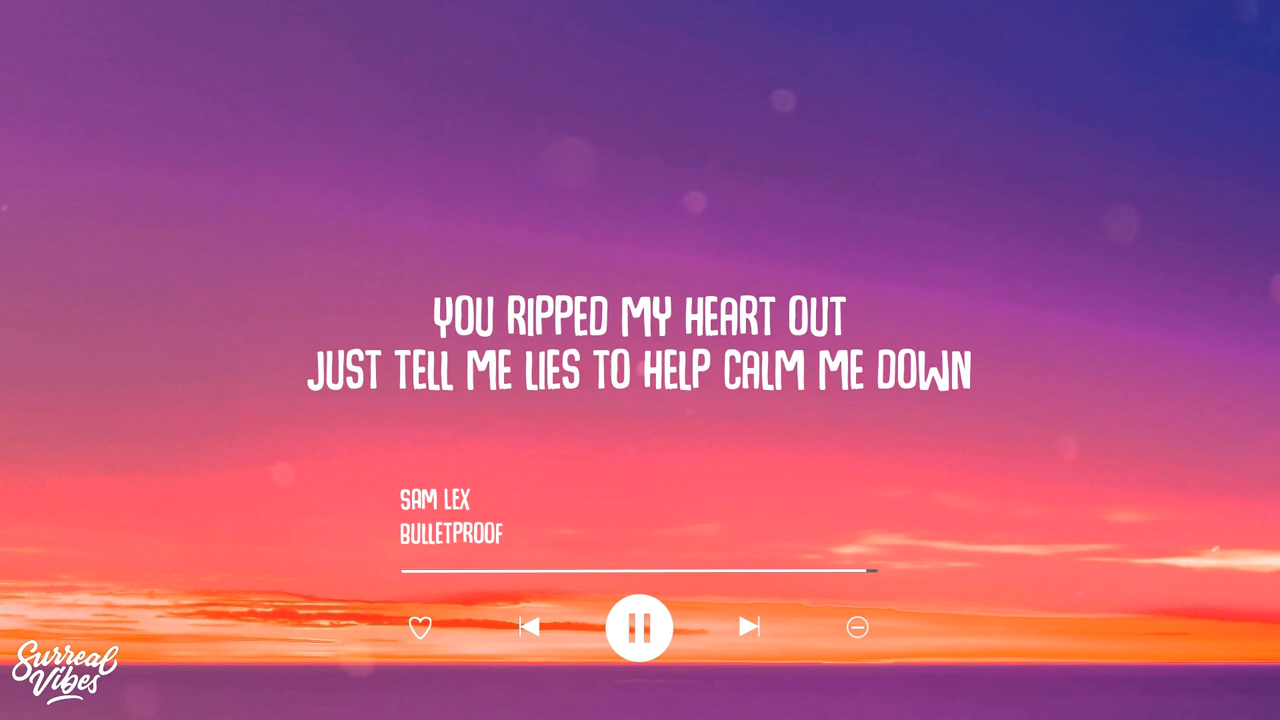 YOU RIPPED MY HEART OUT
JUST TELL ME LIES TO HELP CALM ME DOWN
SAM LEX
BULLETPROOF
Surreal
Vibes